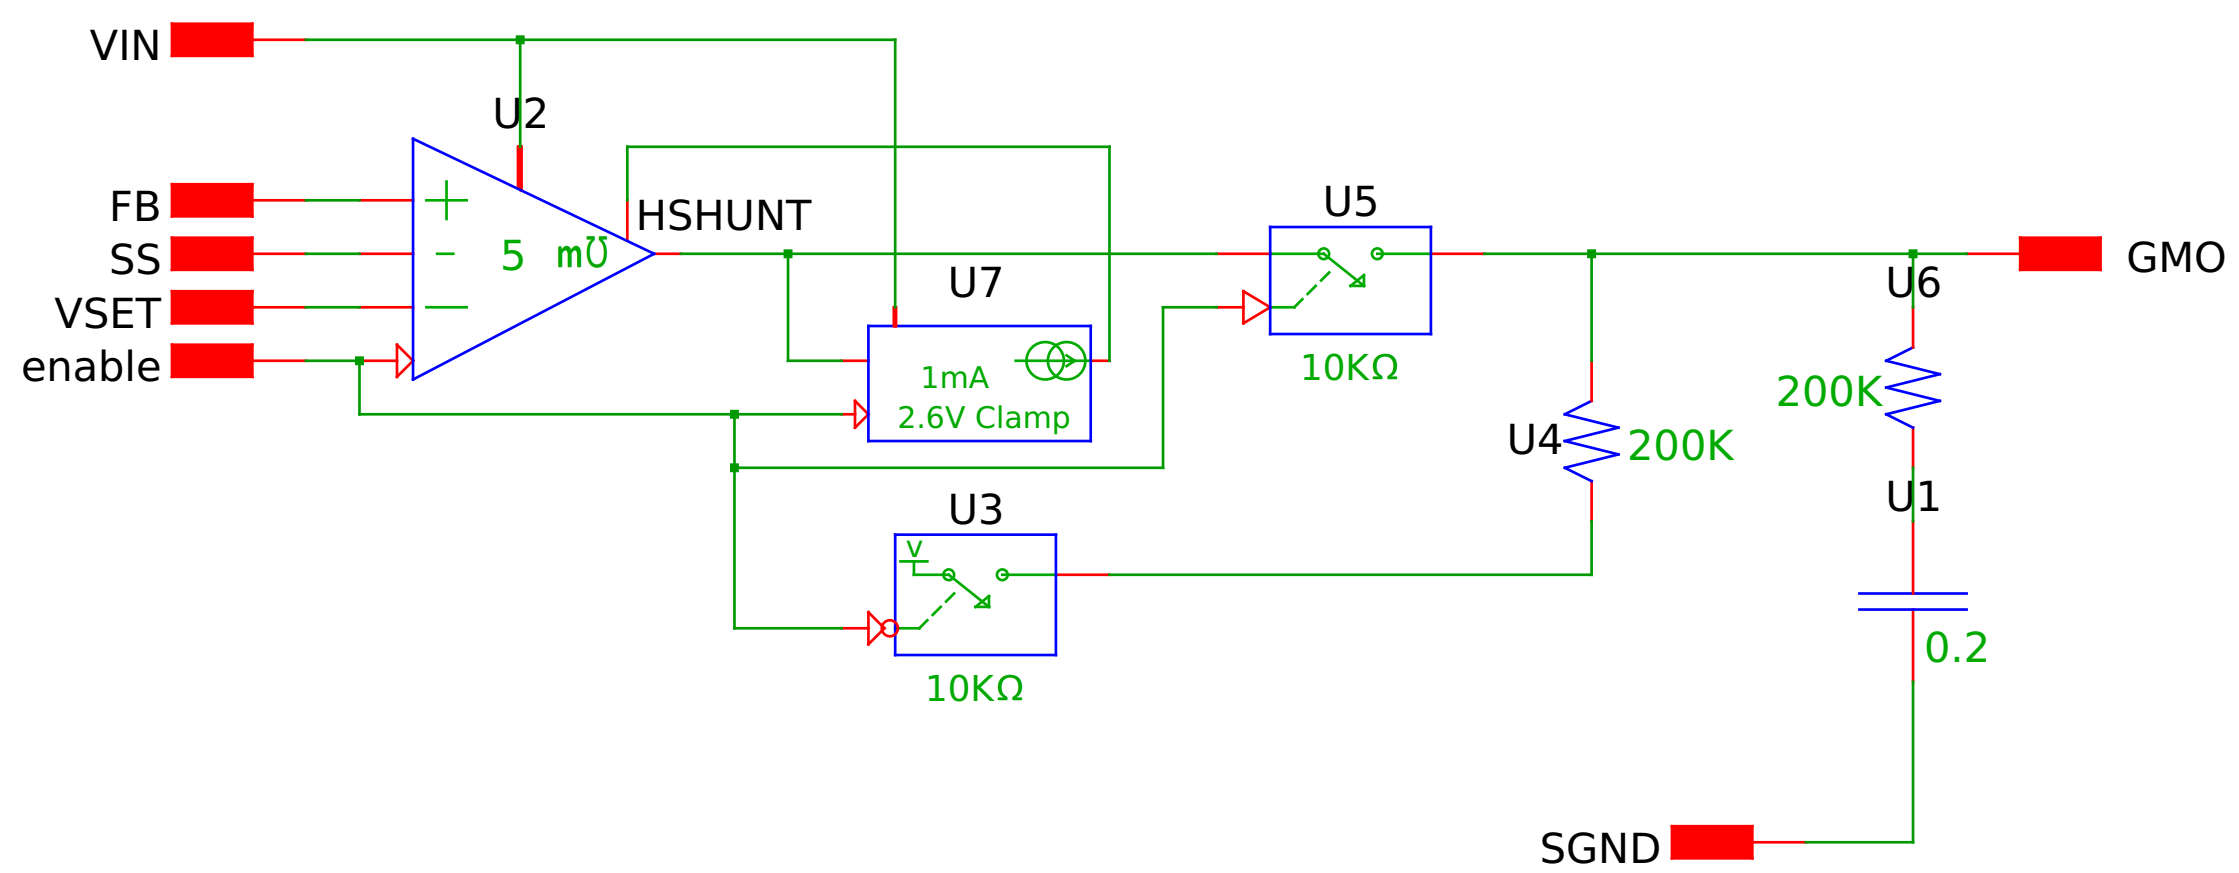 VIN
U2
FB
SS
VSET
enable
+
-
5 m℧
HSHUNT
U7
1mA
2.6V Clamp
U5
10KΩ
GMO
U6
200K
U4
200K
U1
0.2
U3
V
10KΩ
SGND